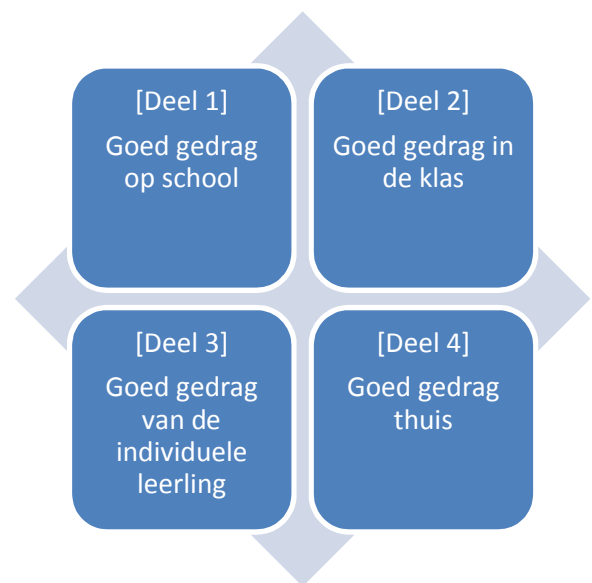 [Deel 1]
Goed gedrag
op school
[Deel 2]
Goed gedrag in
de klas
[Deel 3]
Goed gedrag
van de
individuele
leerling
[Deel 4]
Goed gedrag
thuis